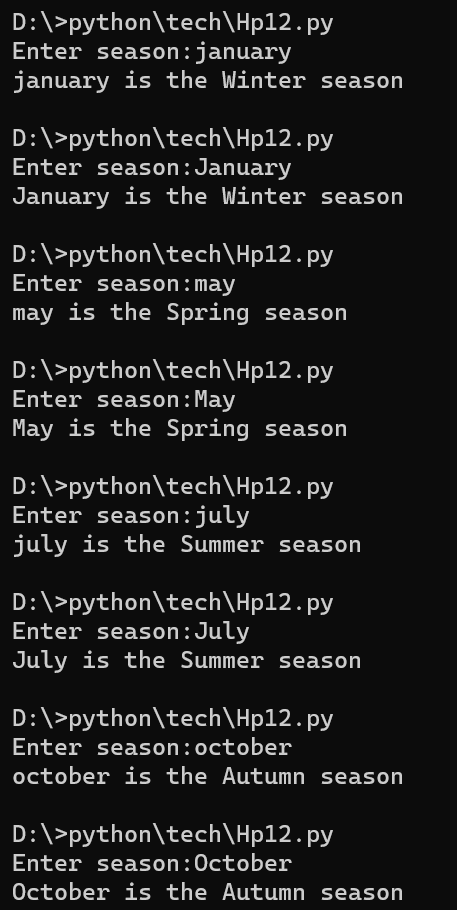 D:\>python\tech\Hp12.py
Enter season:january
january is the Winter season
D:\>python\tech\Hp12.py
Enter season:January
January is the Winter season
D:\>python\tech\Hp12.py
Enter season:may
may is the Spring season
D:\>python\tech\Hp12.py
Enter season:May
May is the Spring season
D:\>python\tech\Hp12.py
Enter season:july
july is the Summer season
D:\>python\tech\Hp12.py
Enter season:July
July is the Summer season
D:\>python\tech\Hp12.py
Enter season:october
october is the Autumn season
D:\>python\tech\Hp12.py
Enter season:October
October is the Autumn season